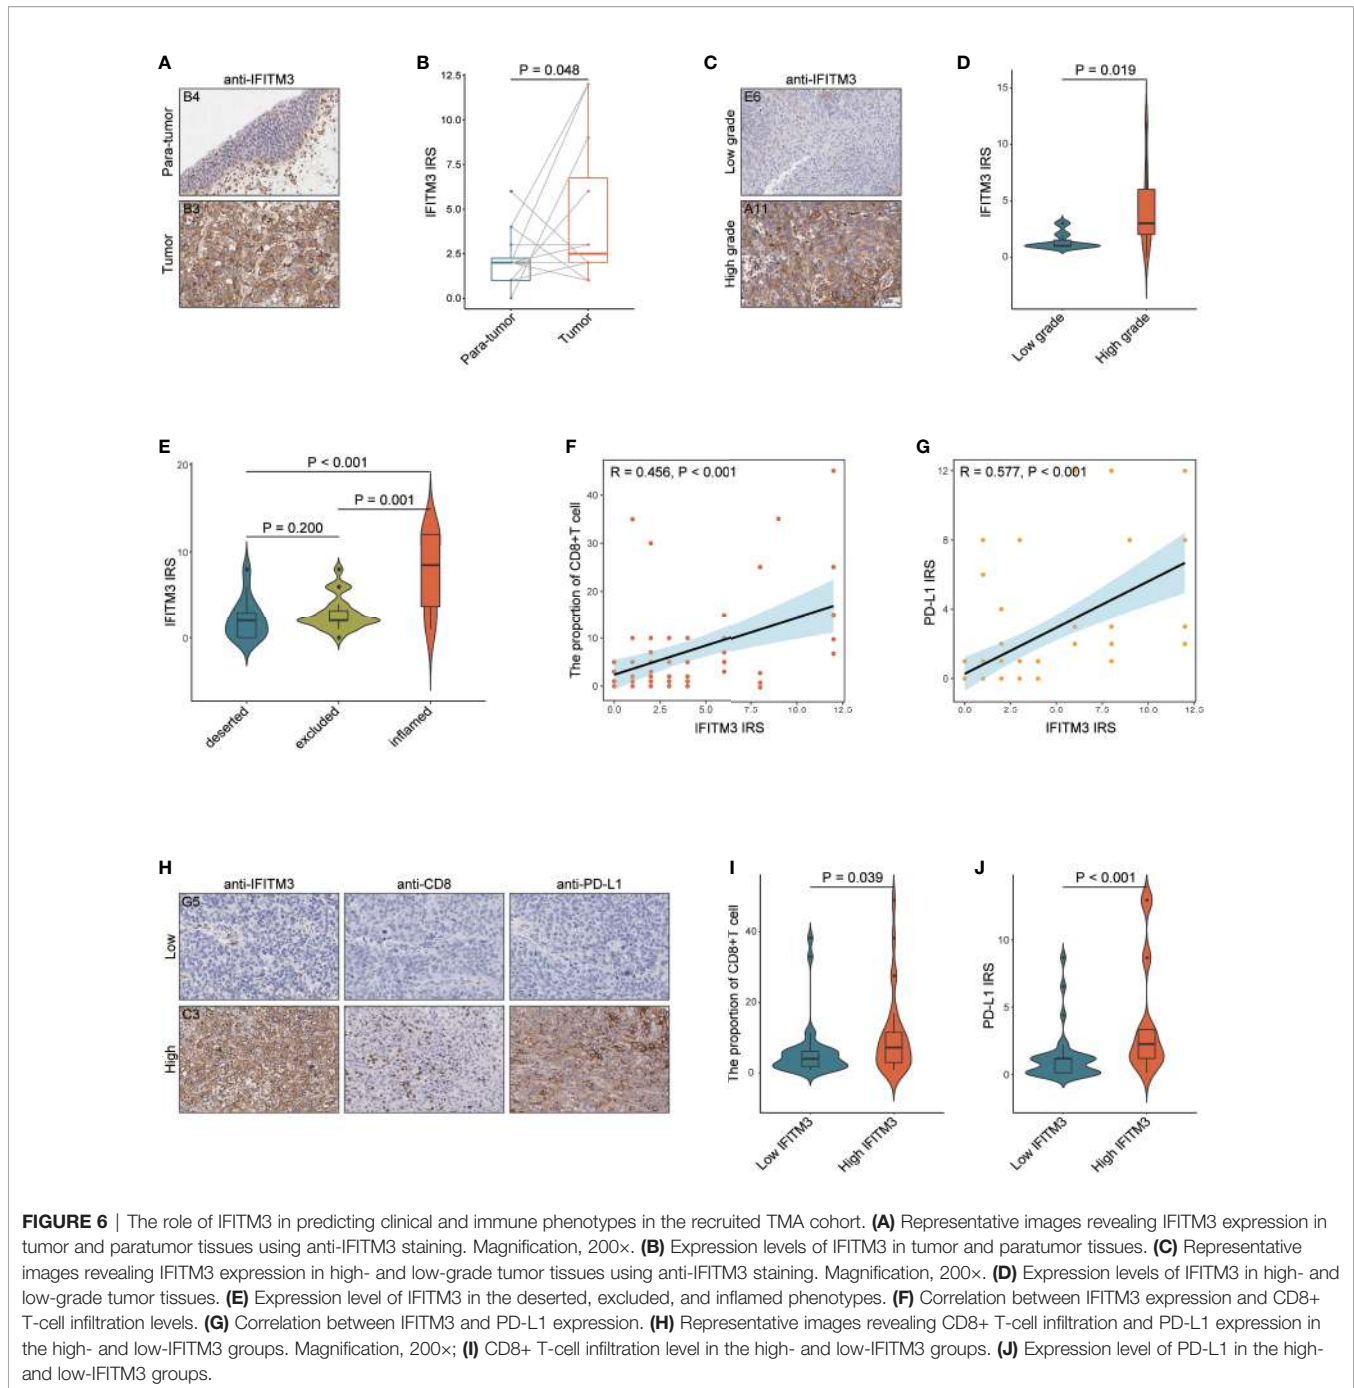 A
anti-IFITM3
B4
Para-tumor
B3
Tumor
B
P = 0.048
12.5
10.0
7.5
5.0
2.5
0.0
IFITM3 IRS
Para-tumor
Tumor
C
anti-IFITM3
E6
Low grade
A11
High grade
D
P = 0.019
15
10
5
0
IFITM3 IRS
Low grade
High grade
E
P < 0.001
P = 0.001
P = 0.200
20
10
0
IFITM3 IRS
deserted
excluded
inflamed
F
R = 0.456, P < 0.001
40
30
20
10
0
The proportion of CD8+T cell
0.0 2.5 5.0 7.5 10.0 12.5
IFITM3 IRS
G
R = 0.577, P < 0.001
12
8
4
0
PD-L1 IRS
0.0 2.5 5.0 7.5 10.0 12.5
IFITM3 IRS
H
anti-IFITM3 anti-CD8 anti-PD-L1
G5
Low
C3
High
I
P = 0.039
40
20
0
The proportion of CD8+T cell
Low IFITM3
High IFITM3
J
P < 0.001
10
5
0
PD-L1 IRS
Low IFITM3
High IFITM3
FIGURE 6 | The role of IFITM3 in predicting clinical and immune phenotypes in the recruited TMA cohort. (A) Representative images revealing IFITM3 expression in
tumor and paratumor tissues using anti-IFITM3 staining. Magnification, 200×. (B) Expression levels of IFITM3 in tumor and paratumor tissues. (C) Representative
images revealing IFITM3 expression in high- and low-grade tumor tissues using anti-IFITM3 staining. Magnification, 200×. (D) Expression levels of IFITM3 in high- and
low-grade tumor tissues. (E) Expression level of IFITM3 in the deserted, excluded, and inflamed phenotypes. (F) Correlation between IFITM3 expression and CD8+
T-cell infiltration levels. (G) Correlation between IFITM3 and PD-L1 expression. (H) Representative images revealing CD8+ T-cell infiltration and PD-L1 expression in
the high- and low-IFITM3 groups. Magnification, 200×; (I) CD8+ T-cell infiltration level in the high- and low-IFITM3 groups. (J) Expression level of PD-L1 in the high-
and low-IFITM3 groups.